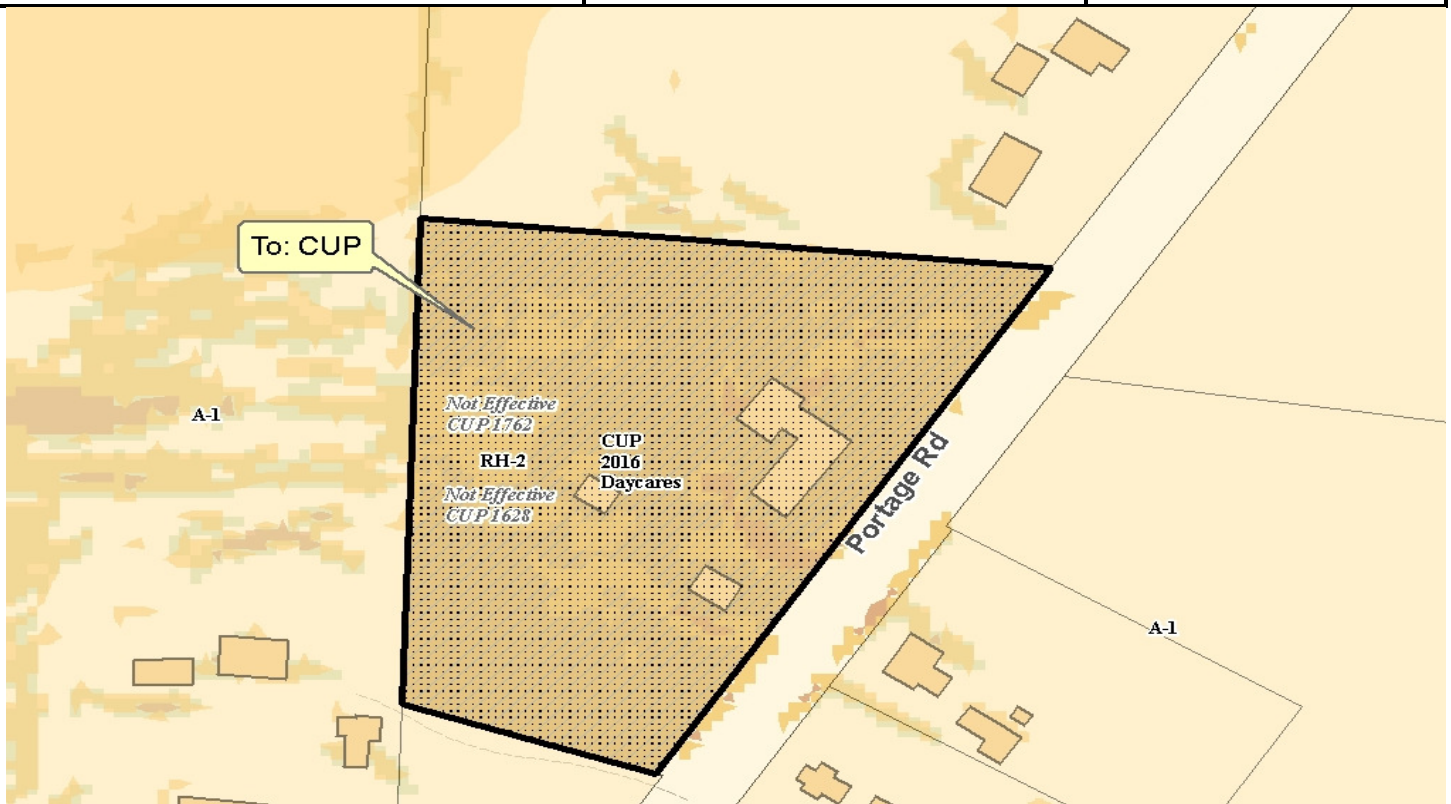 To: CUP
Not Effective
CUP 1762
A-1
CUP
RH-2
2016
Daycares
Not Effective
CUP 1628
Portage Rd
A-1